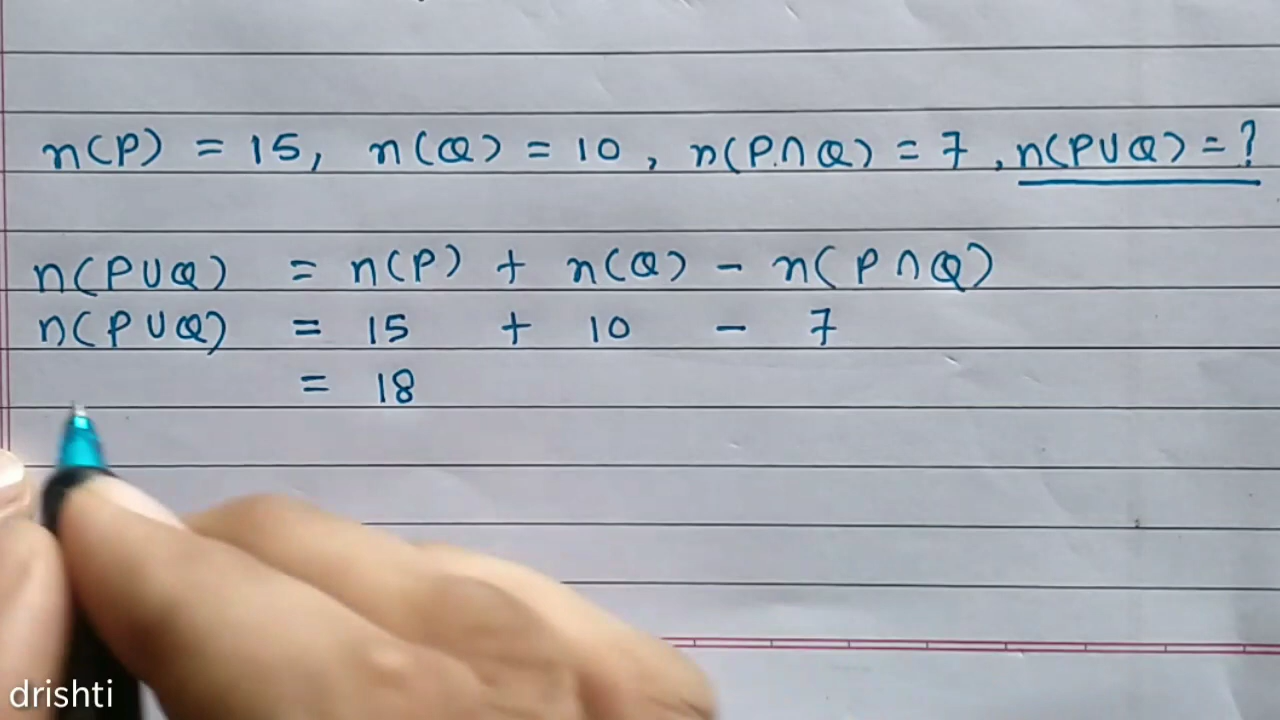 n(P) = 15, n(Q) = 10, n(P∩Q) = 7, n(P∪Q) = ?
n(P∪Q) = n(P) + n(Q) - n(P∩Q)
n(P∪Q) = 15 + 10 - 7
= 18
drishti